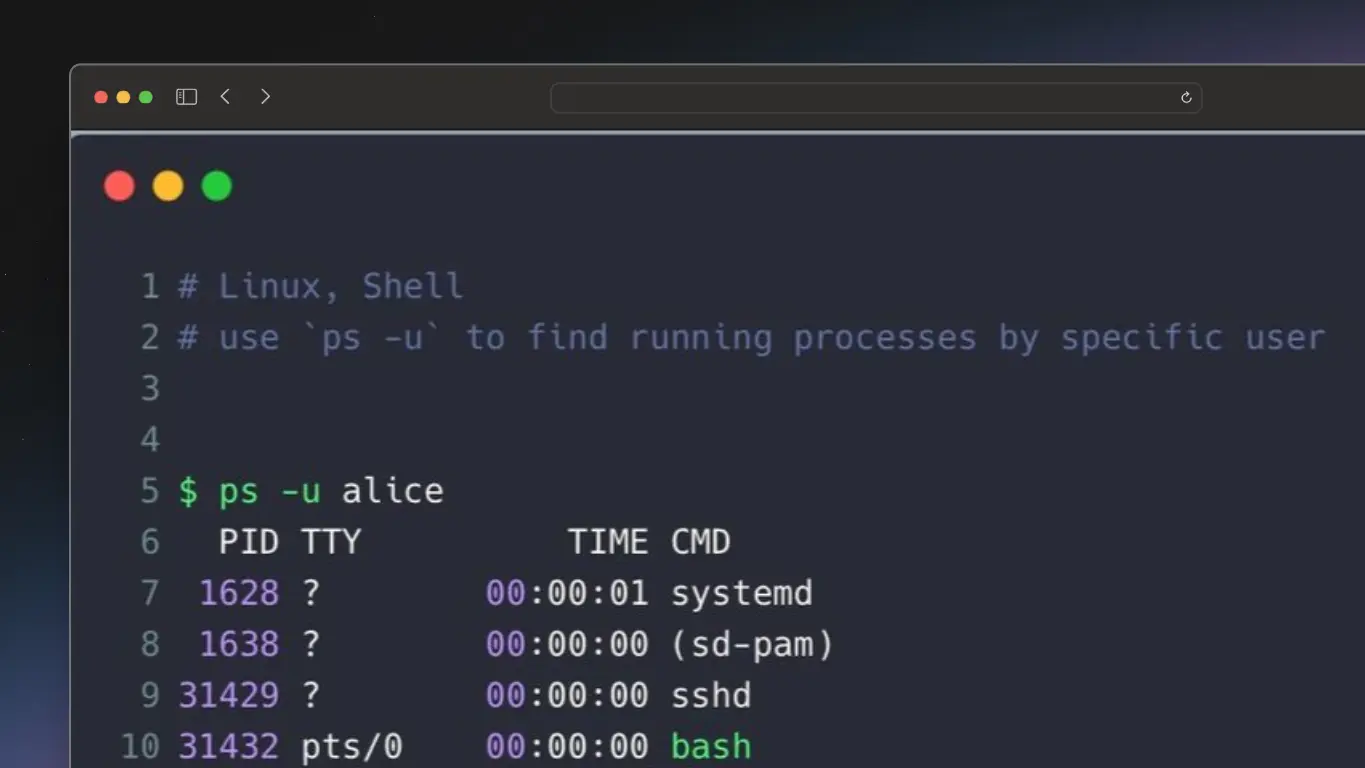 1 # Linux, Shell
2 # use `ps -u` to find running processes by specific user
3
4
5 $ ps -u alice
6   PID TTY          TIME CMD
7  1628 ?        00:00:01 systemd
8  1638 ?        00:00:00 (sd-pam)
9 31429 ?        00:00:00 sshd
10 31432 pts/0    00:00:00 bash